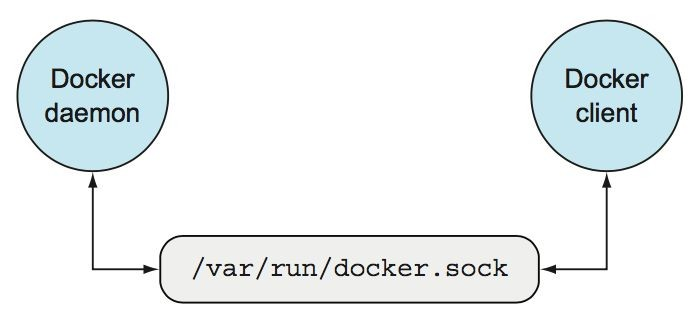 Docker
daemon
Docker
client
/var/run/docker.sock